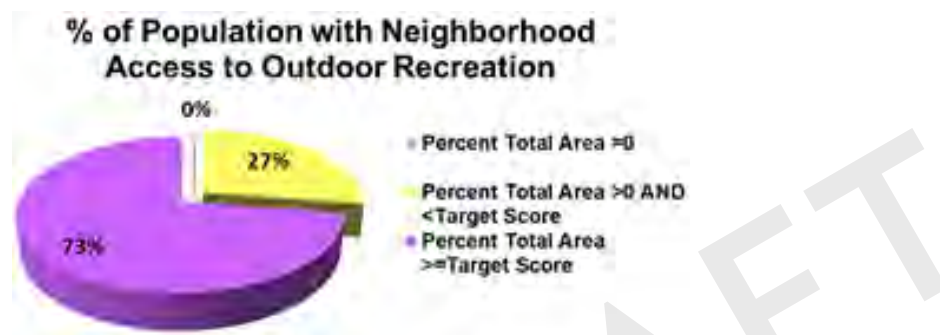 % of Population with Neighborhood
Access to Outdoor Recreation
0%
27%
73%
Percent Total Area =0
Percent Total Area >0 AND
<Target Score
Percent Total Area
>=Target Score